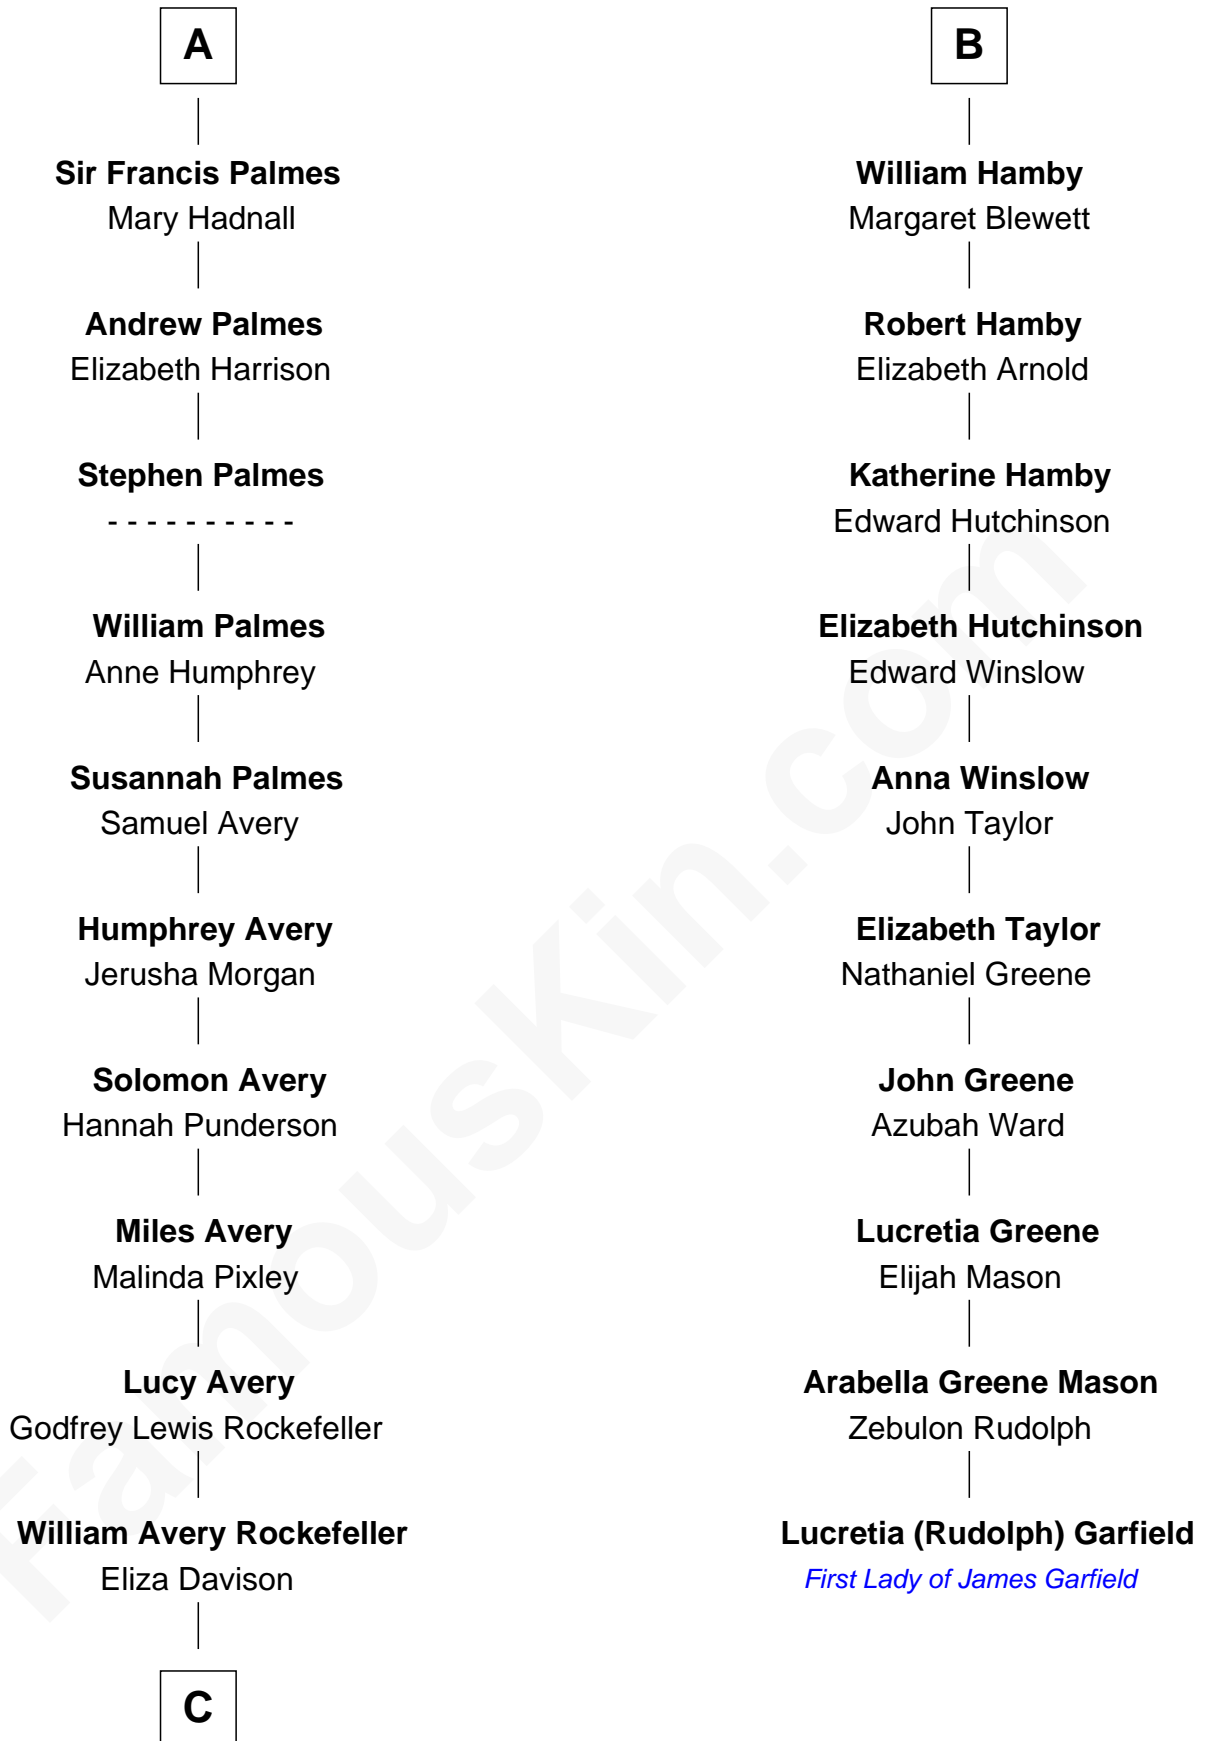 A
Sir Francis Palmes
Mary Hadnall
Andrew Palmes
Elizabeth Harrison
Stephen Palmes
- - - - - - - - - -
William Palmes
Anne Humphrey
Susannah Palmes
Samuel Avery
Humphrey Avery
Jerusha Morgan
Solomon Avery
Hannah Punderson
Miles Avery
Malinda Pixley
Lucy Avery
Godfrey Lewis Rockefeller
William Avery Rockefeller
Eliza Davison
C
B
William Hamby
Margaret Blewett
Robert Hamby
Elizabeth Arnold
Katherine Hamby
Edward Hutchinson
Elizabeth Hutchinson
Edward Winslow
Anna Winslow
John Taylor
Elizabeth Taylor
Nathaniel Greene
John Greene
Azubah Ward
Lucretia Greene
Elijah Mason
Arabella Greene Mason
Zebulon Rudolph
Lucretia (Rudolph) Garfield
First Lady of James Garfield
FamousKin.com